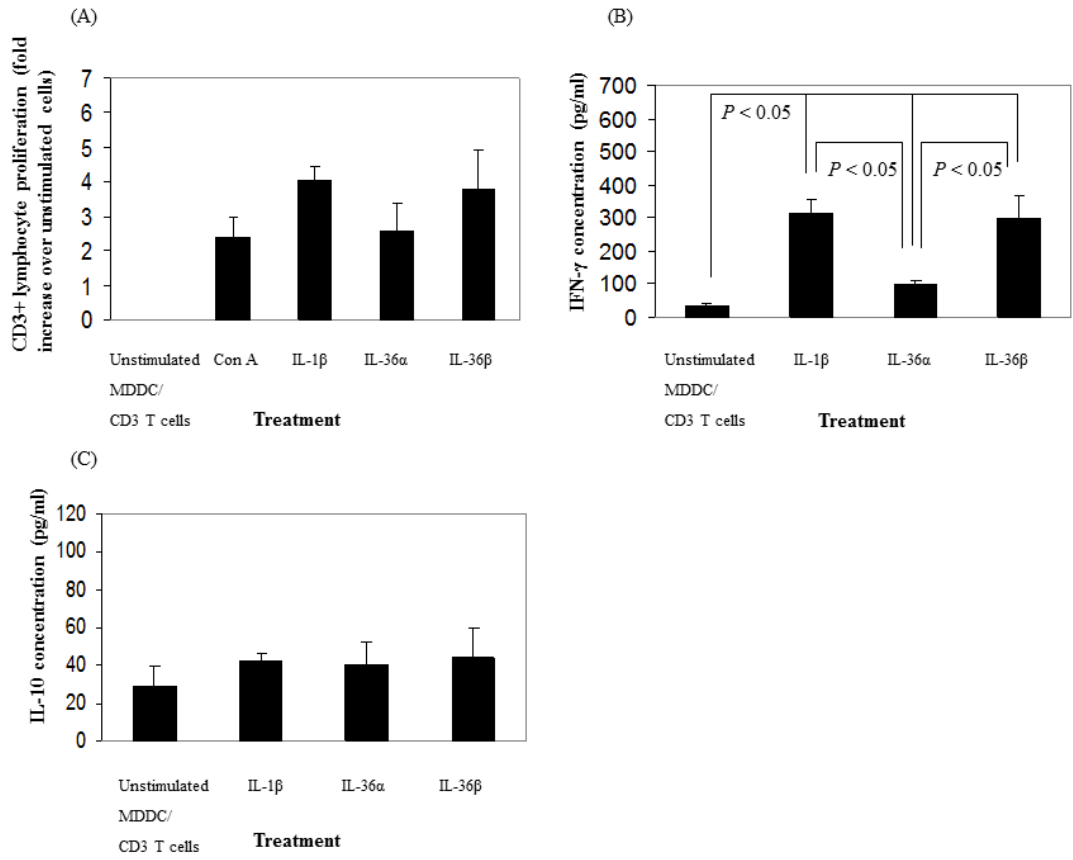 (A)
CD3+ lymphocyte proliferation (fold
increase over unstimulated cells)
7
6
5
4
3
2
1
0
Unstimulated
MDDC/
CD3 T cells
Con A
IL-1β
IL-36α
IL-36β
Treatment
(B)
IFN-γ concentration (pg/ml)
700
600
500
400
300
200
100
0
P < 0.05
P < 0.05
P < 0.05
Unstimulated
MDDC/
CD3 T cells
IL-1β
IL-36α
IL-36β
Treatment
(C)
IL-10 concentration (pg/ml)
120
100
80
60
40
20
0
Unstimulated
MDDC/
CD3 T cells
IL-1β
IL-36α
IL-36β
Treatment